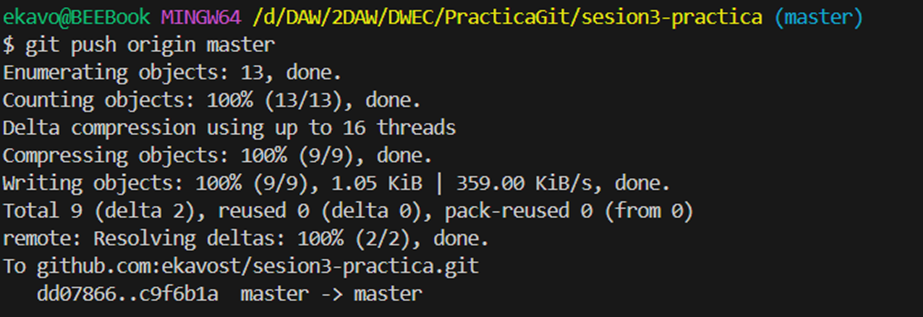 ekavo@BEEBook MINGW64 /d/DAW/2DAW/DWEC/PracticaGit/sesion3-practica (master)
$ git push origin master
Enumerating objects: 13, done.
Counting objects: 100% (13/13), done.
Delta compression using up to 16 threads
Compressing objects: 100% (9/9), done.
Writing objects: 100% (9/9), 1.05 KiB | 359.00 KiB/s, done.
Total 9 (delta 2), reused 0 (delta 0), pack-reused 0 (from 0)
remote: Resolving deltas: 100% (2/2), done.
To github.com:ekavost/sesion3-practica.git
   dd07866..c9f6b1a  master -> master